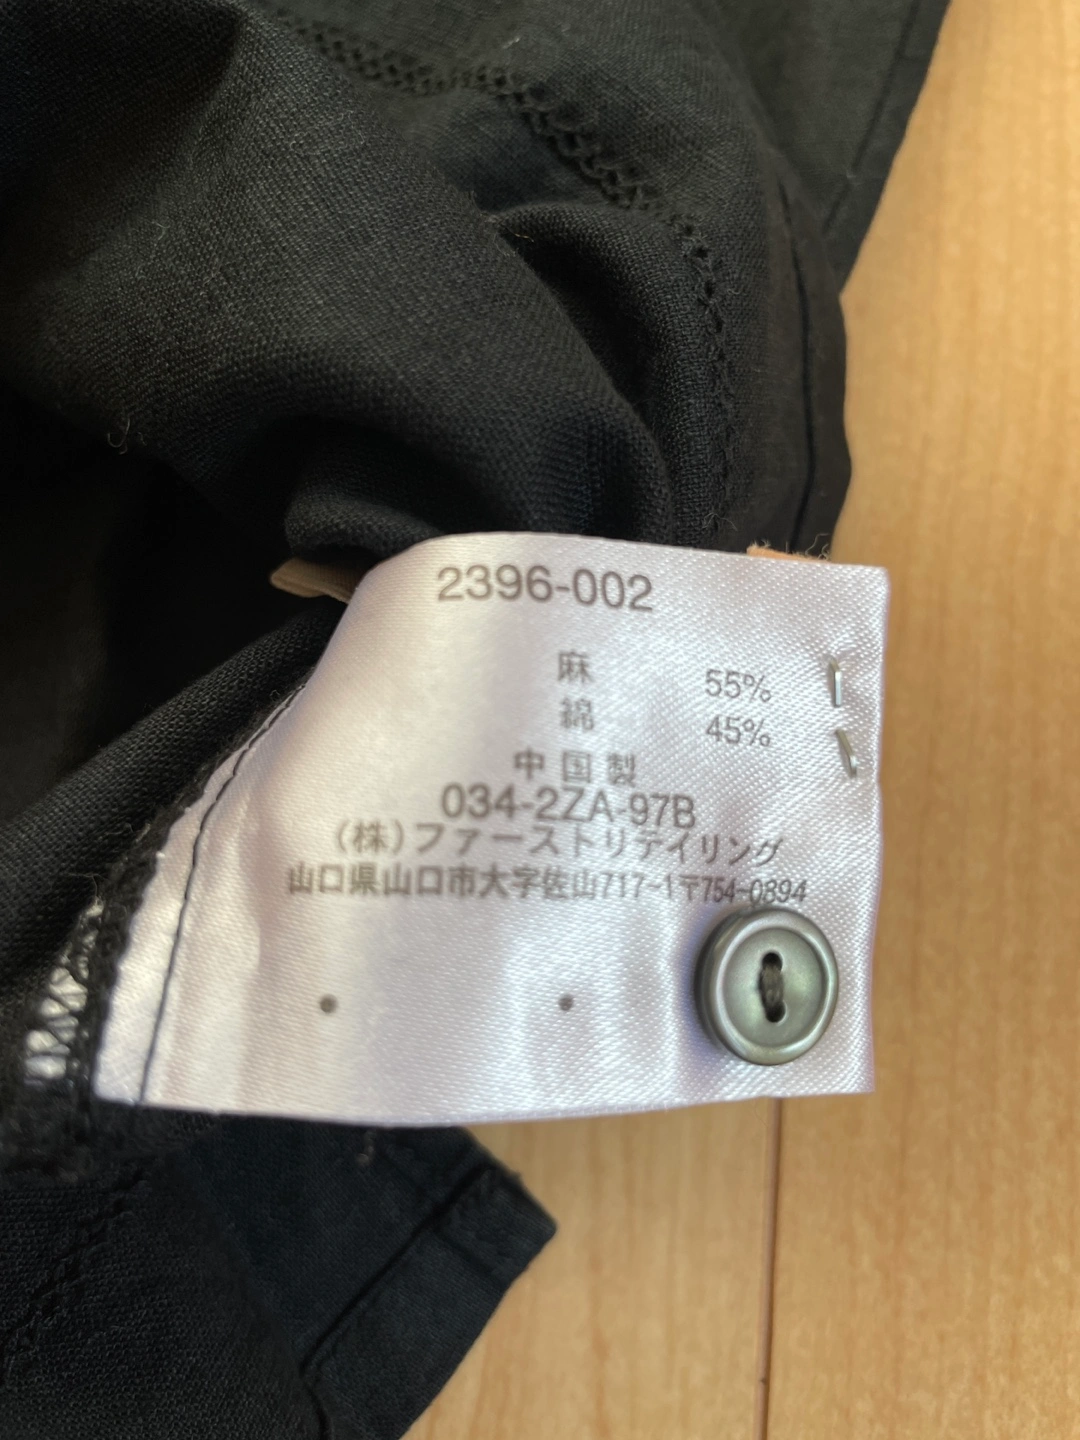 2396-002
麻 55%
綿 45%
中国製
034-2ZA-97B
(株)ファーストリテイリング
山口県山口市大字佐山717-1〒754-0894